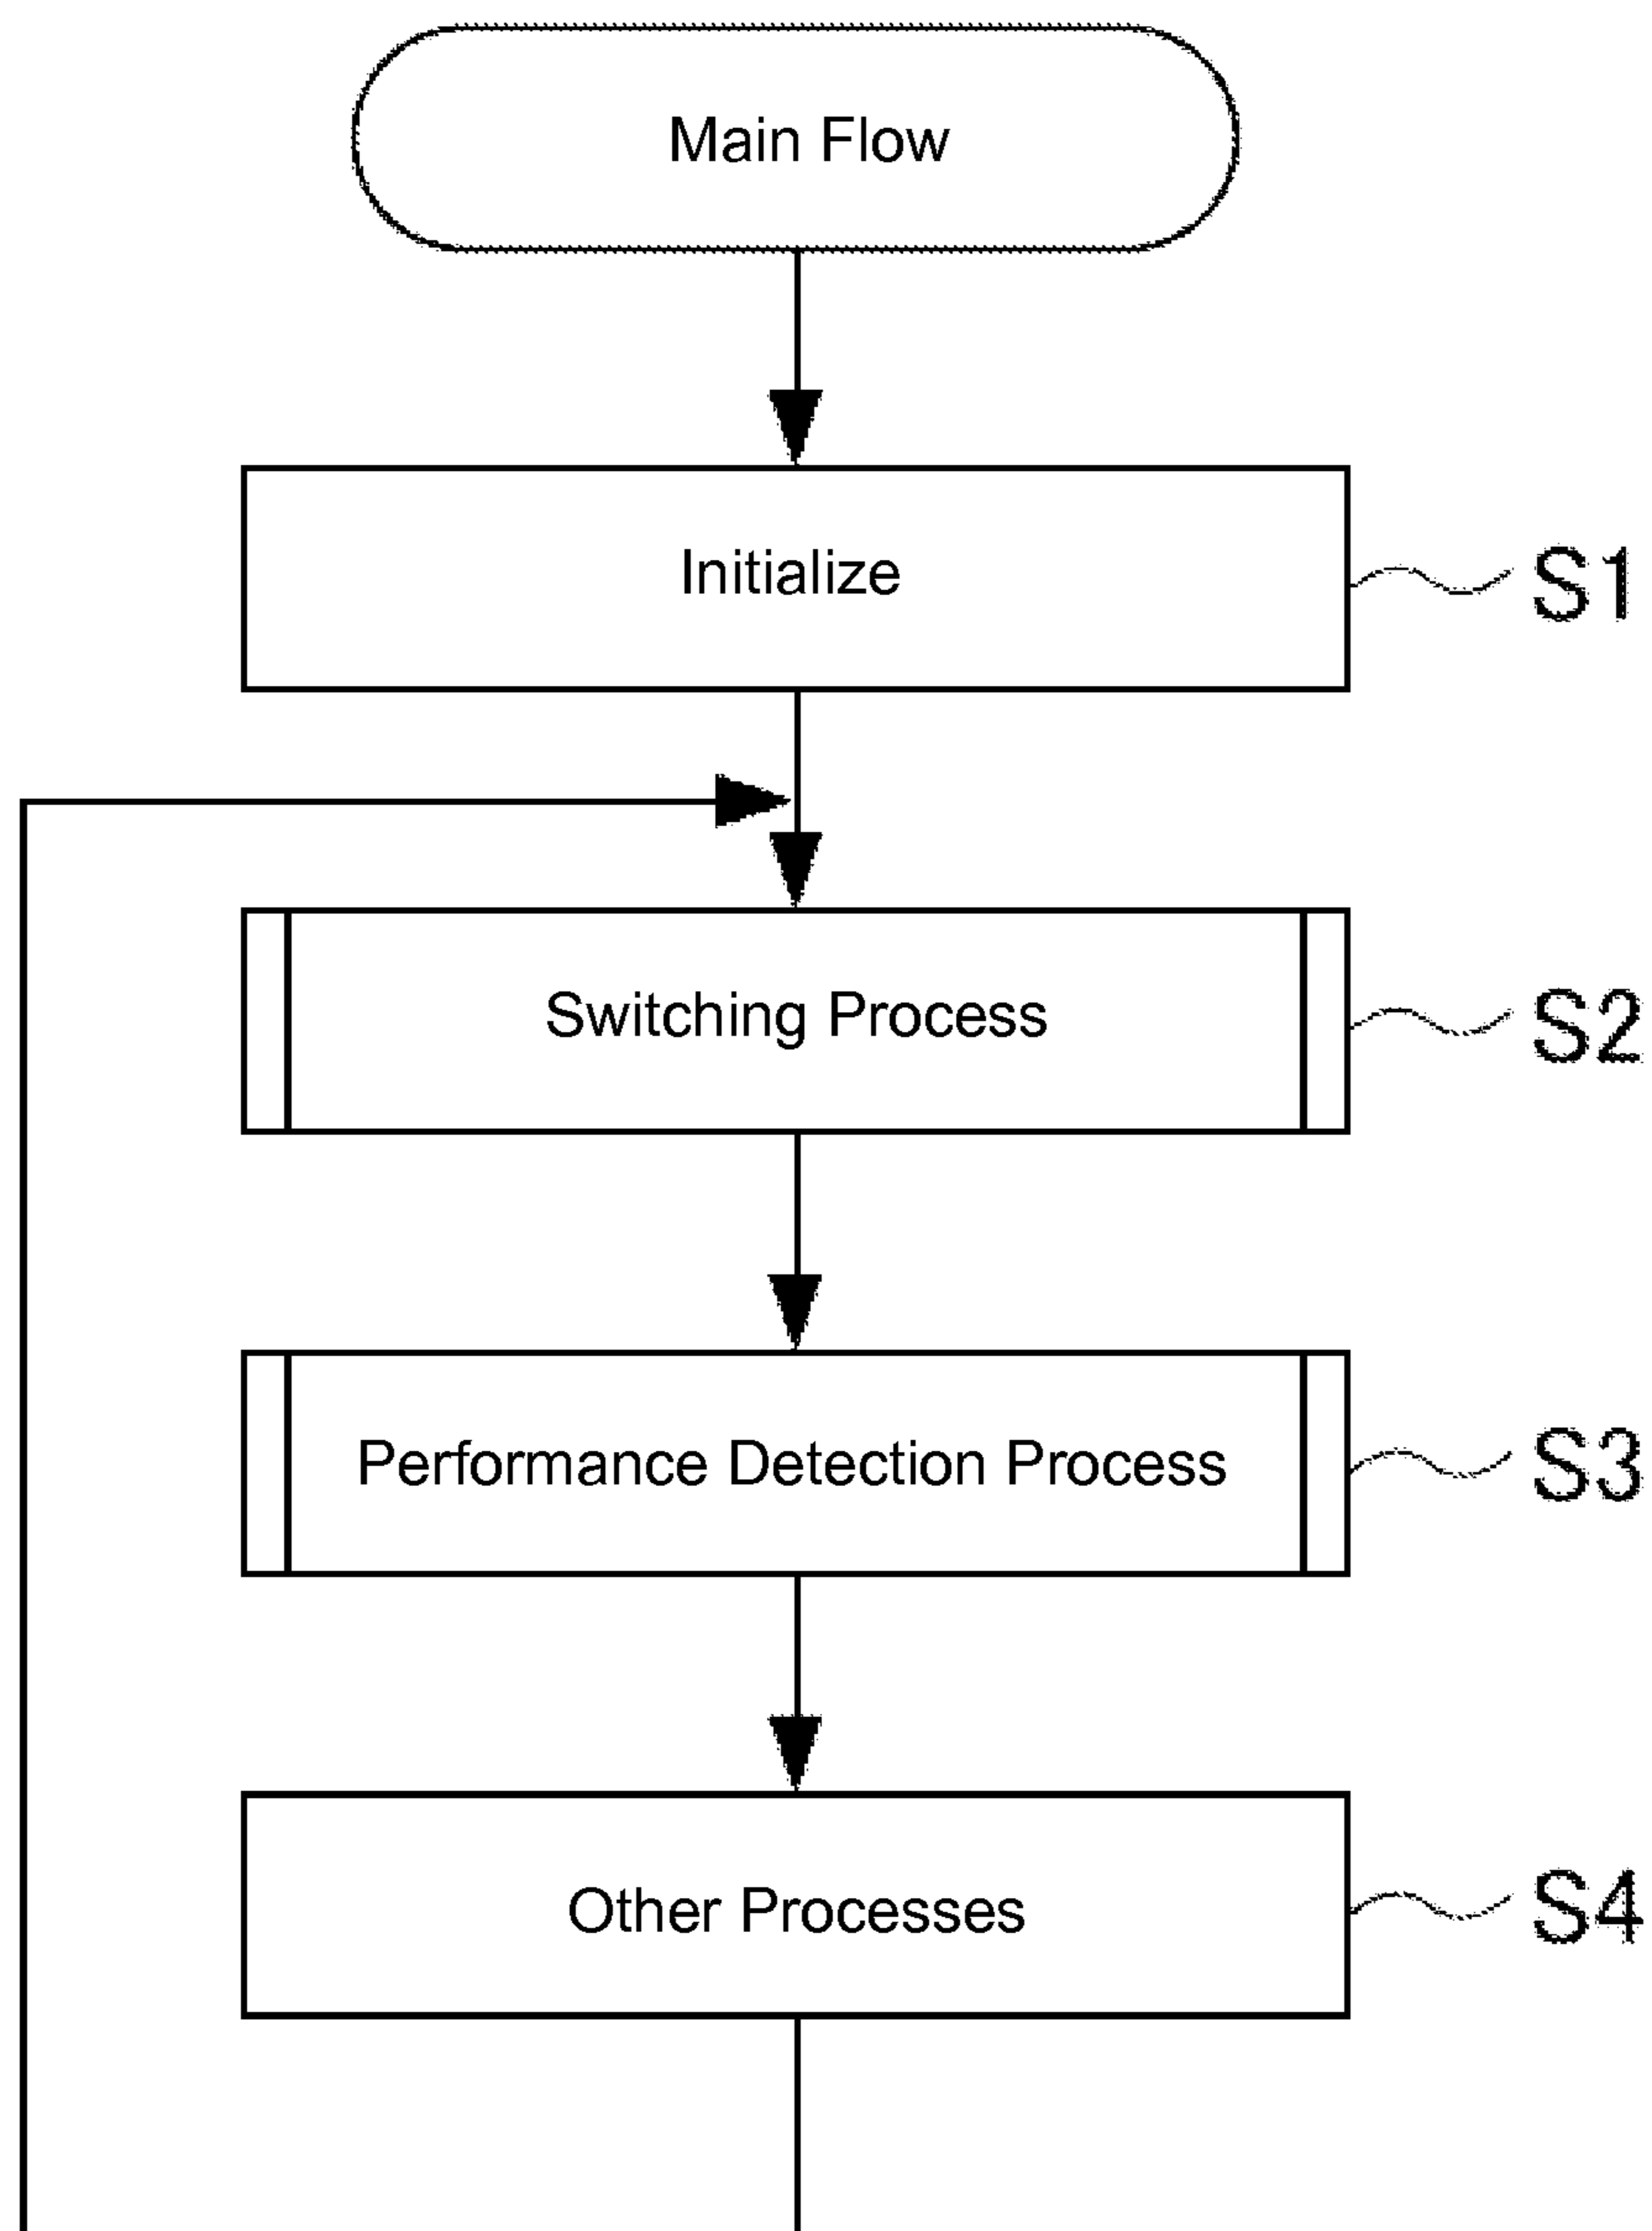 Main Flow
Initialize
S1
Switching Process
S2
Performance Detection Process
S3
Other Processes
S4